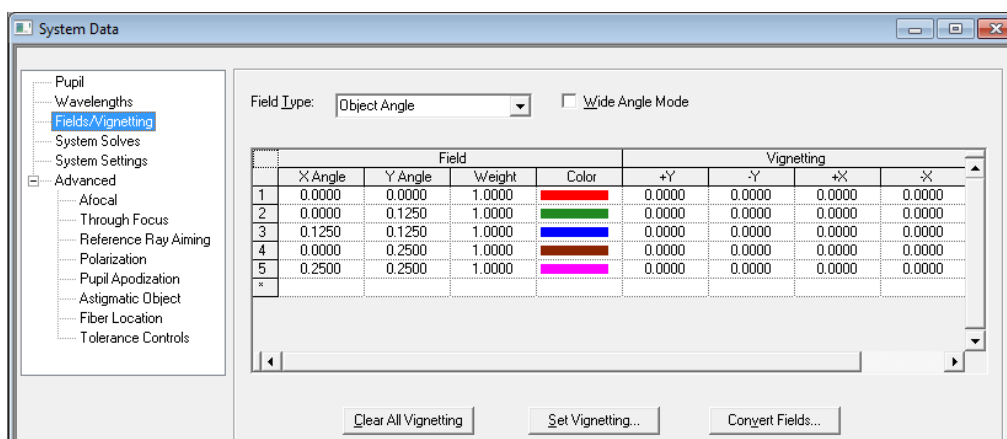 System Data
Pupil
Wavelengths
Fields/Vignetting
System Solves
System Settings
Advanced
Afocal
Through Focus
Reference Ray Aiming
Polarization
Pupil Apodization
Astigmatic Object
Fiber Location
Tolerance Controls
Field Type: Object Angle Wide Angle Mode
Field Vignetting
X Angle Y Angle Weight Color +Y -Y +X -X
1 0.0000 0.0000 1.0000 0.0000 0.0000 0.0000 0.0000
2 0.0000 0.1250 1.0000 0.0000 0.0000 0.0000 0.0000
3 0.1250 0.1250 1.0000 0.0000 0.0000 0.0000 0.0000
4 0.0000 0.2500 1.0000 0.0000 0.0000 0.0000 0.0000
5 0.2500 0.2500 1.0000 0.0000 0.0000 0.0000 0.0000
*
Clear All Vignetting Set Vignetting... Convert Fields...